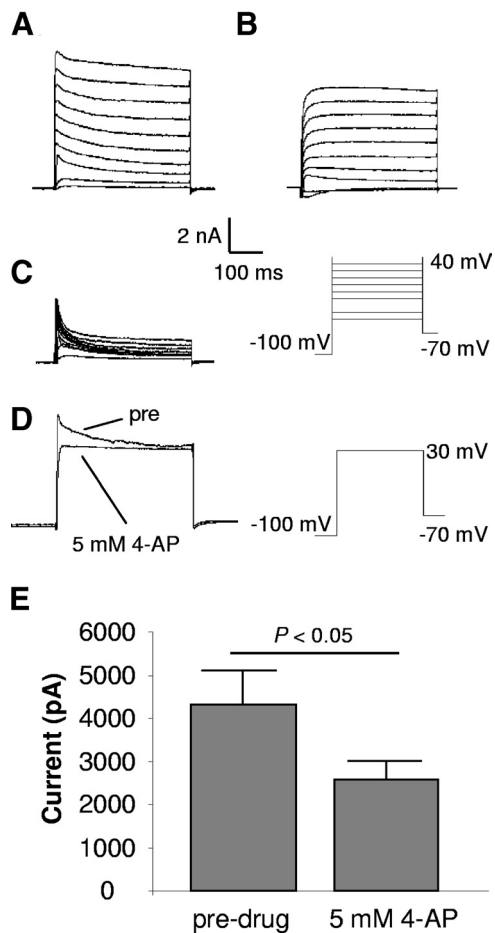 A
B
2 nA
100 ms
40 mV
-100 mV
-70 mV
C
D
pre
5 mM 4-AP
30 mV
-100 mV
-70 mV
E
P < 0.05
Current (pA)
6000
5000
4000
3000
2000
1000
0
pre-drug
5 mM 4-AP